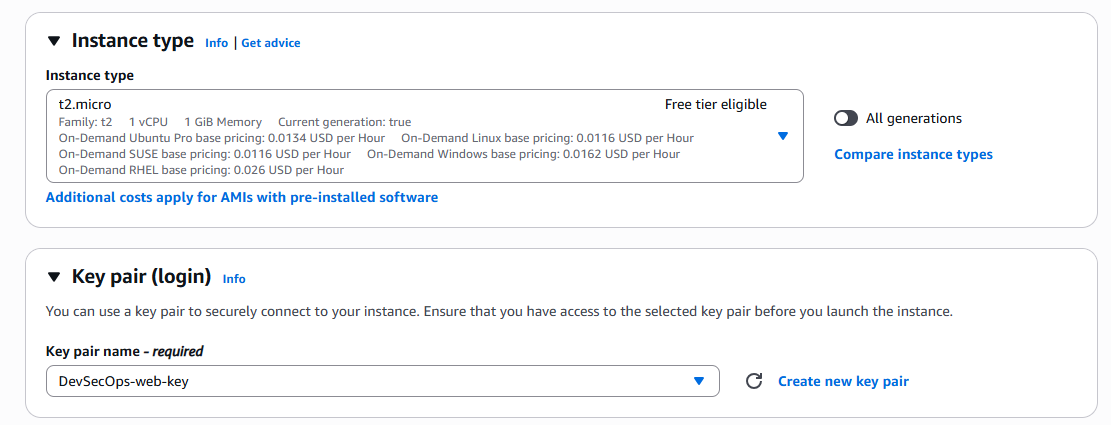 Instance type Info | Get advice
Instance type
t2.micro Free tier eligible
Family: t2 1 vCPU 1 GiB Memory Current generation: true
On-Demand Ubuntu Pro base pricing: 0.0134 USD per Hour On-Demand Linux base pricing: 0.0116 USD per Hour
On-Demand SUSE base pricing: 0.0116 USD per Hour On-Demand Windows base pricing: 0.0162 USD per Hour
On-Demand RHEL base pricing: 0.026 USD per Hour
All generations
Compare instance types
Additional costs apply for AMIs with pre-installed software
Key pair (login) Info
You can use a key pair to securely connect to your instance. Ensure that you have access to the selected key pair before you launch the instance.
Key pair name - required
DevSecOps-web-key
Create new key pair